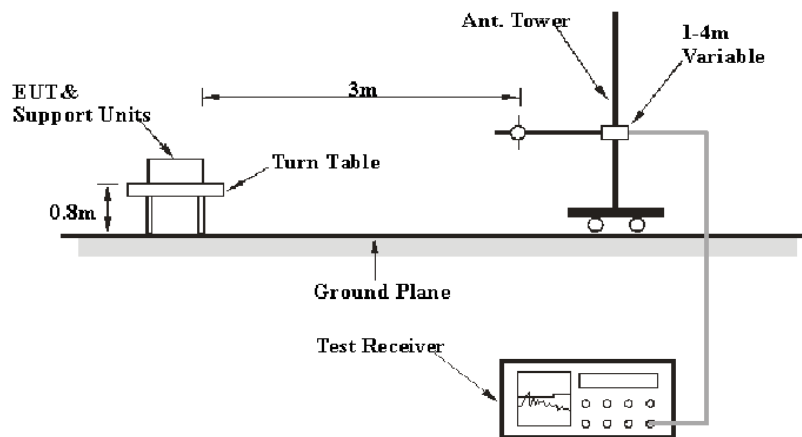 Ant. Tower
1-4m
Variable
3m
EUT&
Support Units
Turn Table
0.8m
Ground Plane
Test Receiver